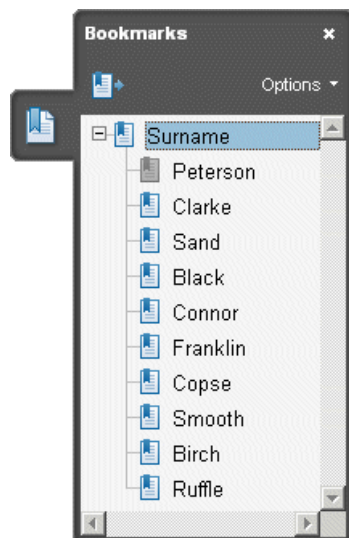 Bookmarks
Options
Surname
Peterson
Clarke
Sand
Black
Connor
Franklin
Copse
Smooth
Birch
Ruffle